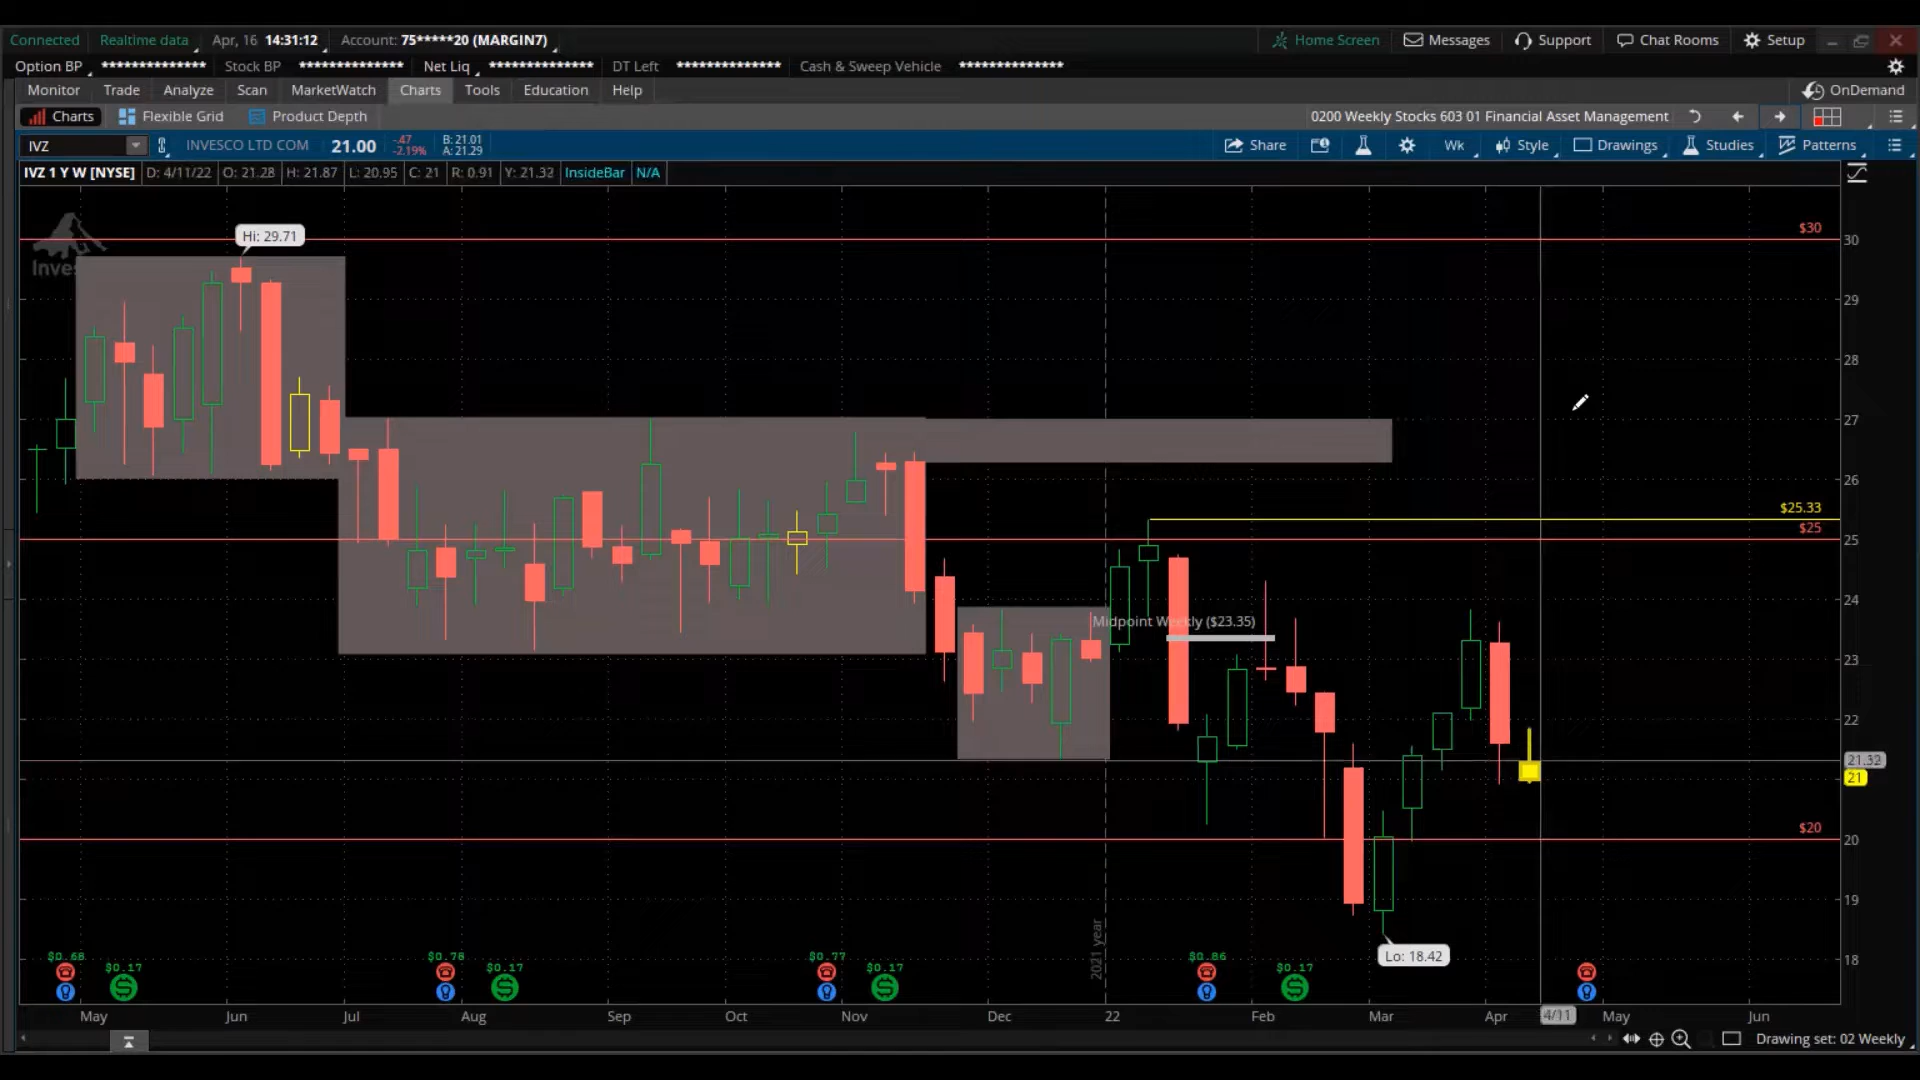 Connected Realtime data Apr, 16 14:31:12 Account: 75*****20 (MARGIN7) Home Screen Messages Support Chat Rooms Setup
Option BP ************** Stock BP ************** Net Liq ************** DT Left ************** Cash & Sweep Vehicle **************
Monitor Trade Analyze Scan MarketWatch Charts Tools Education Help OnDemand
Charts Flexible Grid Product Depth 0200 Weekly Stocks 603 01 Financial Asset Management
IVZ INVESCO LTD COM 21.00 -.47 -2.19% B: 21.01 A: 21.29 Share Wk Style Drawings Studies Patterns
IVZ 1 Y W [NYSE] D: 4/11/22 O: 21.28 H: 21.87 L: 20.95 C: 21 R: 0.91 Y: 21.32 InsideBar N/A
$30
Hi: 29.71
30
Inves
29
28
27
26
$25.33
$25
25
24
Midpoint Weekly ($23.35)
23
22
21.32
21
$20
20
19
2021 year
Lo: 18.42
18
$0.68 $0.17 $0.76 $0.17 $0.77 $0.17 $0.86 $0.17
May Jun Jul Aug Sep Oct Nov Dec 22 Feb Mar Apr 4/11 May Jun
Drawing set: 02 Weekly